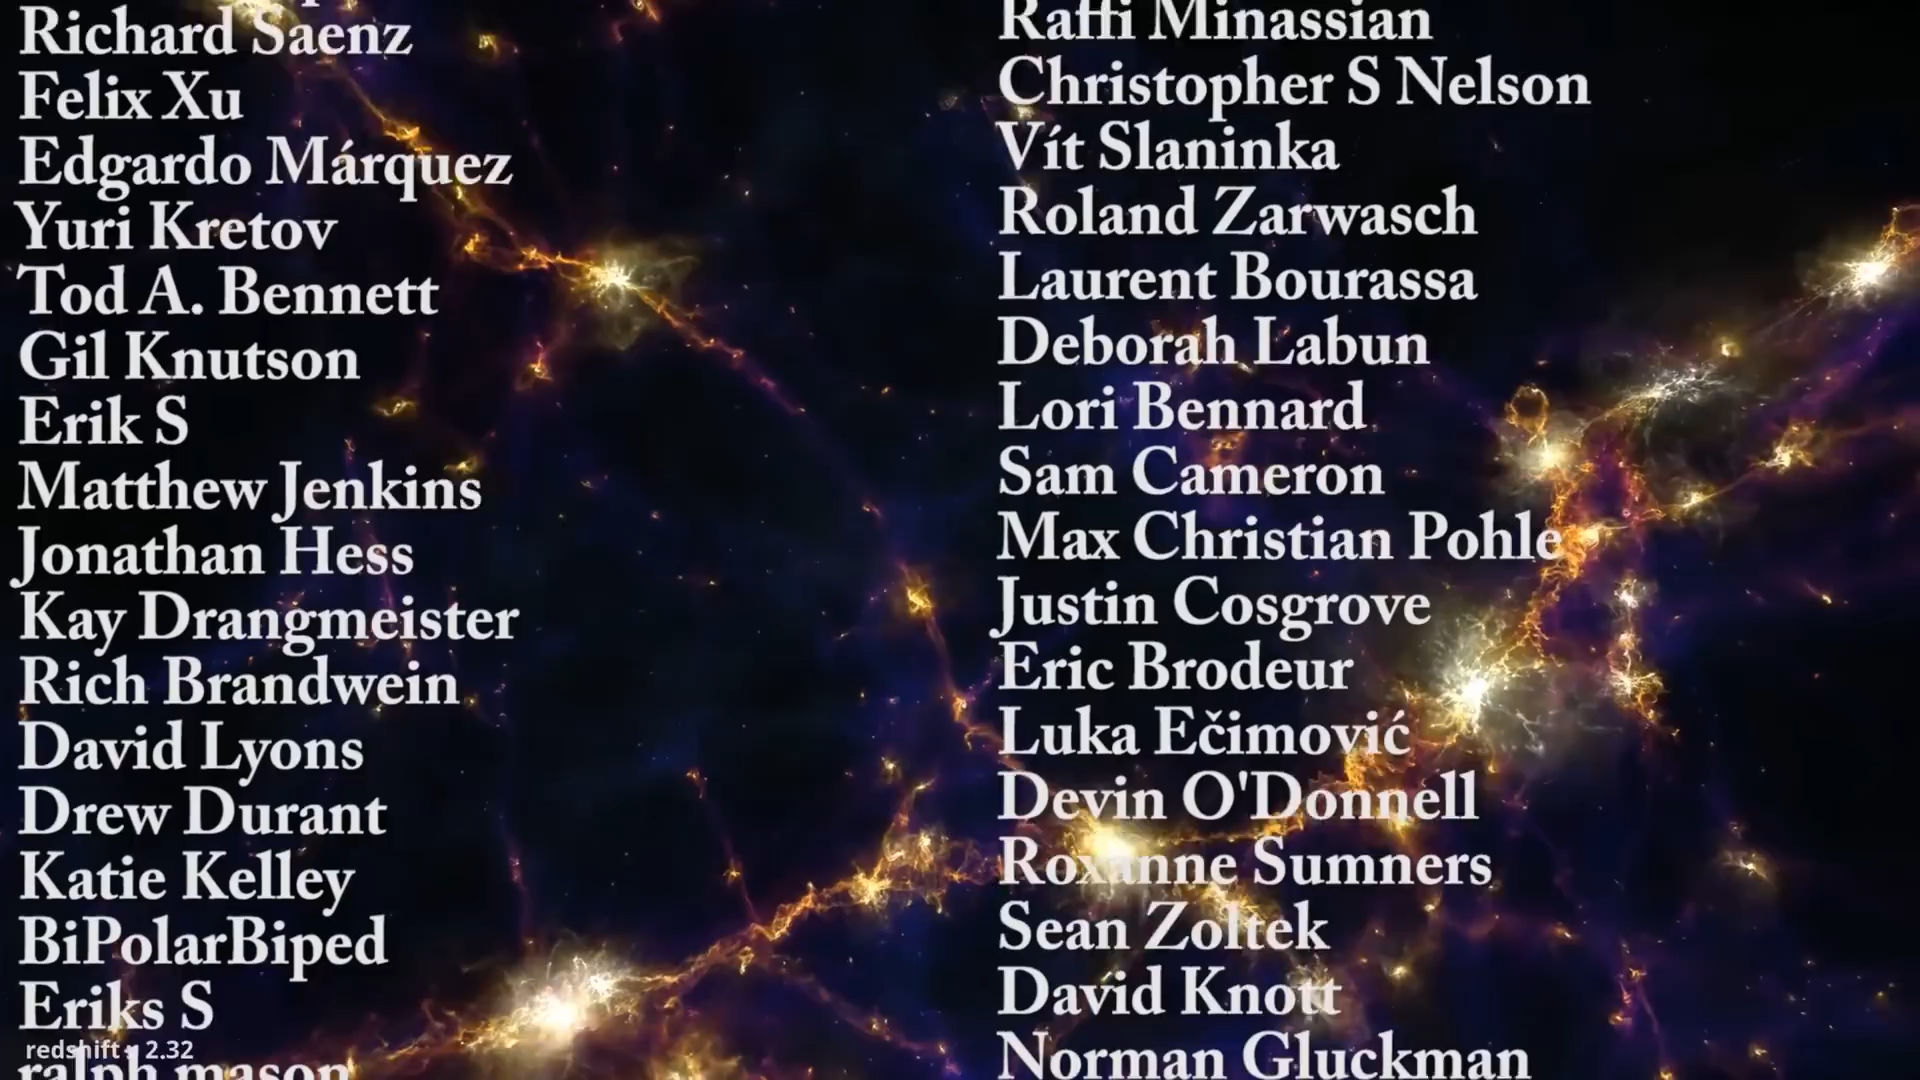 Richard Saenz
Felix Xu
Edgardo Márquez
Yuri Kretov
Tod A. Bennett
Gil Knutson
Erik S
Matthew Jenkins
Jonathan Hess
Kay Drangmeister
Rich Brandwein
David Lyons
Drew Durant
Katie Kelley
BiPolarBiped
Eriks S
redshift : 2.32
ralph mason
Raffi Minassian
Christopher S Nelson
Vít Slaninka
Roland Zarwasch
Laurent Bourassa
Deborah Labun
Lori Bennard
Sam Cameron
Max Christian Pohle
Justin Cosgrove
Eric Brodeur
Luka Ečimović
Devin O'Donnell
Roxanne Sumners
Sean Zoltek
David Knott
Norman Gluckman